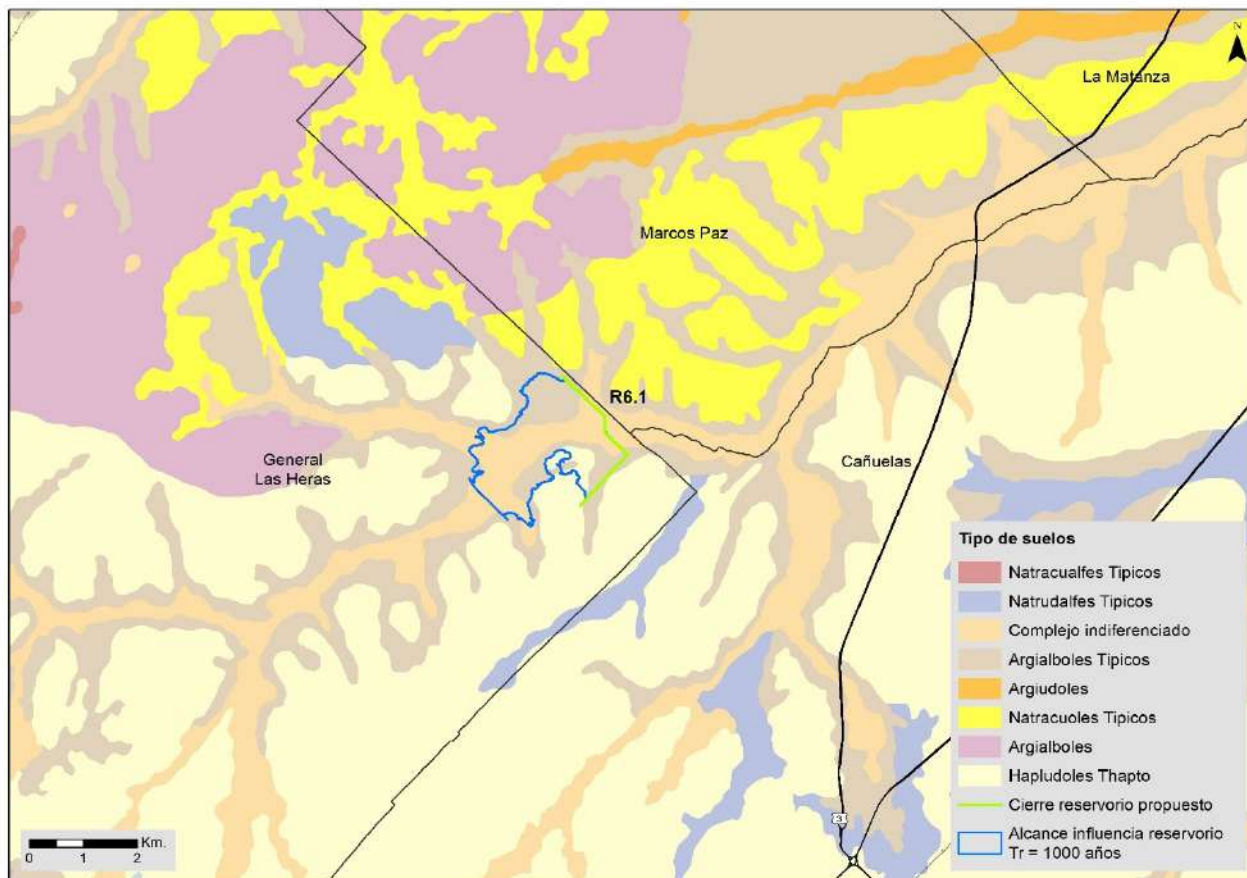 N
La Matanza
Marcos Paz
R6.1
General
Las Heras
Cañuelas
Tipo de suelos
Natracualfes Tipicos
Natrudalfes Tipicos
Complejo indiferenciado
Argialboles Tipicos
Argiudoles
Natracuoles Tipicos
Argialboles
Hapludoles Thapto
Cierre reservorio propuesto
Alcance influencia reservorio
Tr = 1000 años
3
Km.
0 1 2